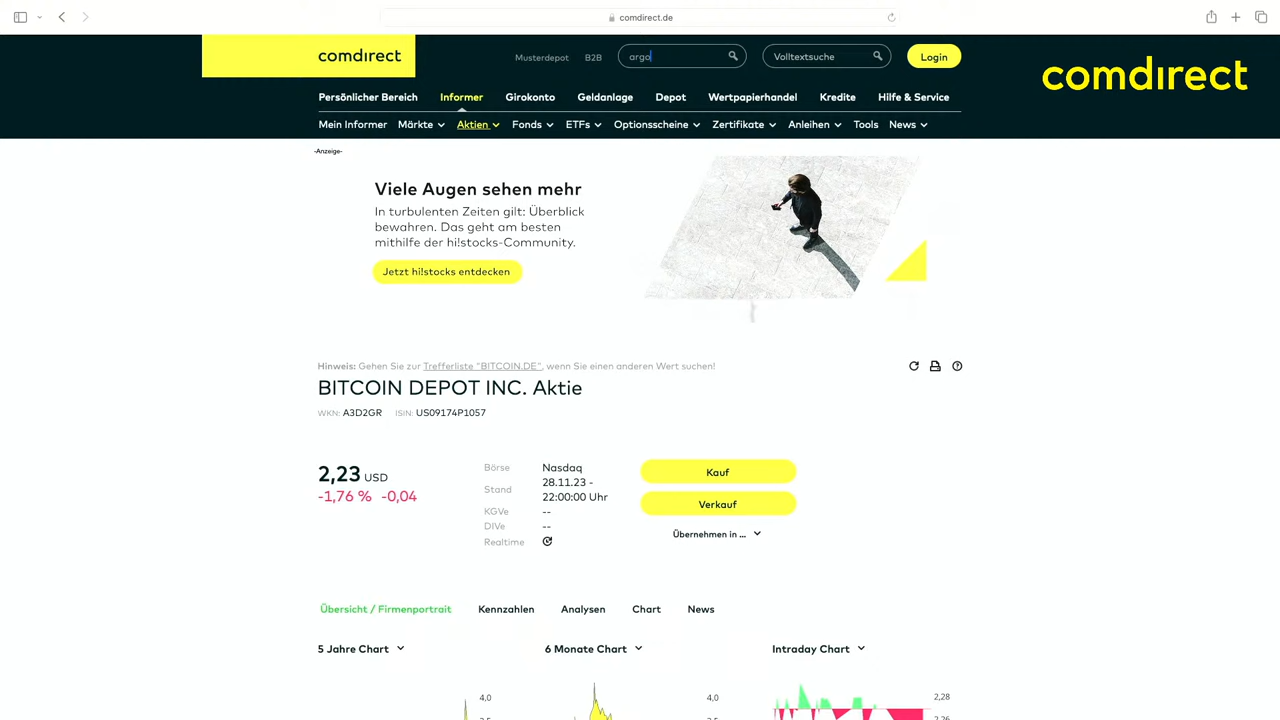 comdirect.de
comdirect
Musterdepot B2B argo Volltextsuche Login
comdirect
Persönlicher Bereich Informer Girokonto Geldanlage Depot Wertpapierhandel Kredite Hilfe & Service
Mein Informer Märkte Aktien Fonds ETFs Optionsscheine Zertifikate Anleihen Tools News
-Anzeige-
Viele Augen sehen mehr
In turbulenten Zeiten gilt: Überblick
bewahren. Das geht am besten
mithilfe der hi!stocks-Community.
Jetzt hi!stocks entdecken
Hinweis: Gehen Sie zur Trefferliste "BITCOIN.DE", wenn Sie einen anderen Wert suchen!
BITCOIN DEPOT INC. Aktie
WKN: A3D2GR ISIN: US09174P1057
2,23 USD
-1,76 % -0,04
Börse Nasdaq
Stand 28.11.23 -
22:00:00 Uhr
KGVe --
DIVe --
Realtime
Kauf
Verkauf
Übernehmen in ...
Übersicht / Firmenportrait Kennzahlen Analysen Chart News
5 Jahre Chart 6 Monate Chart Intraday Chart
4,0 4,0 2,28